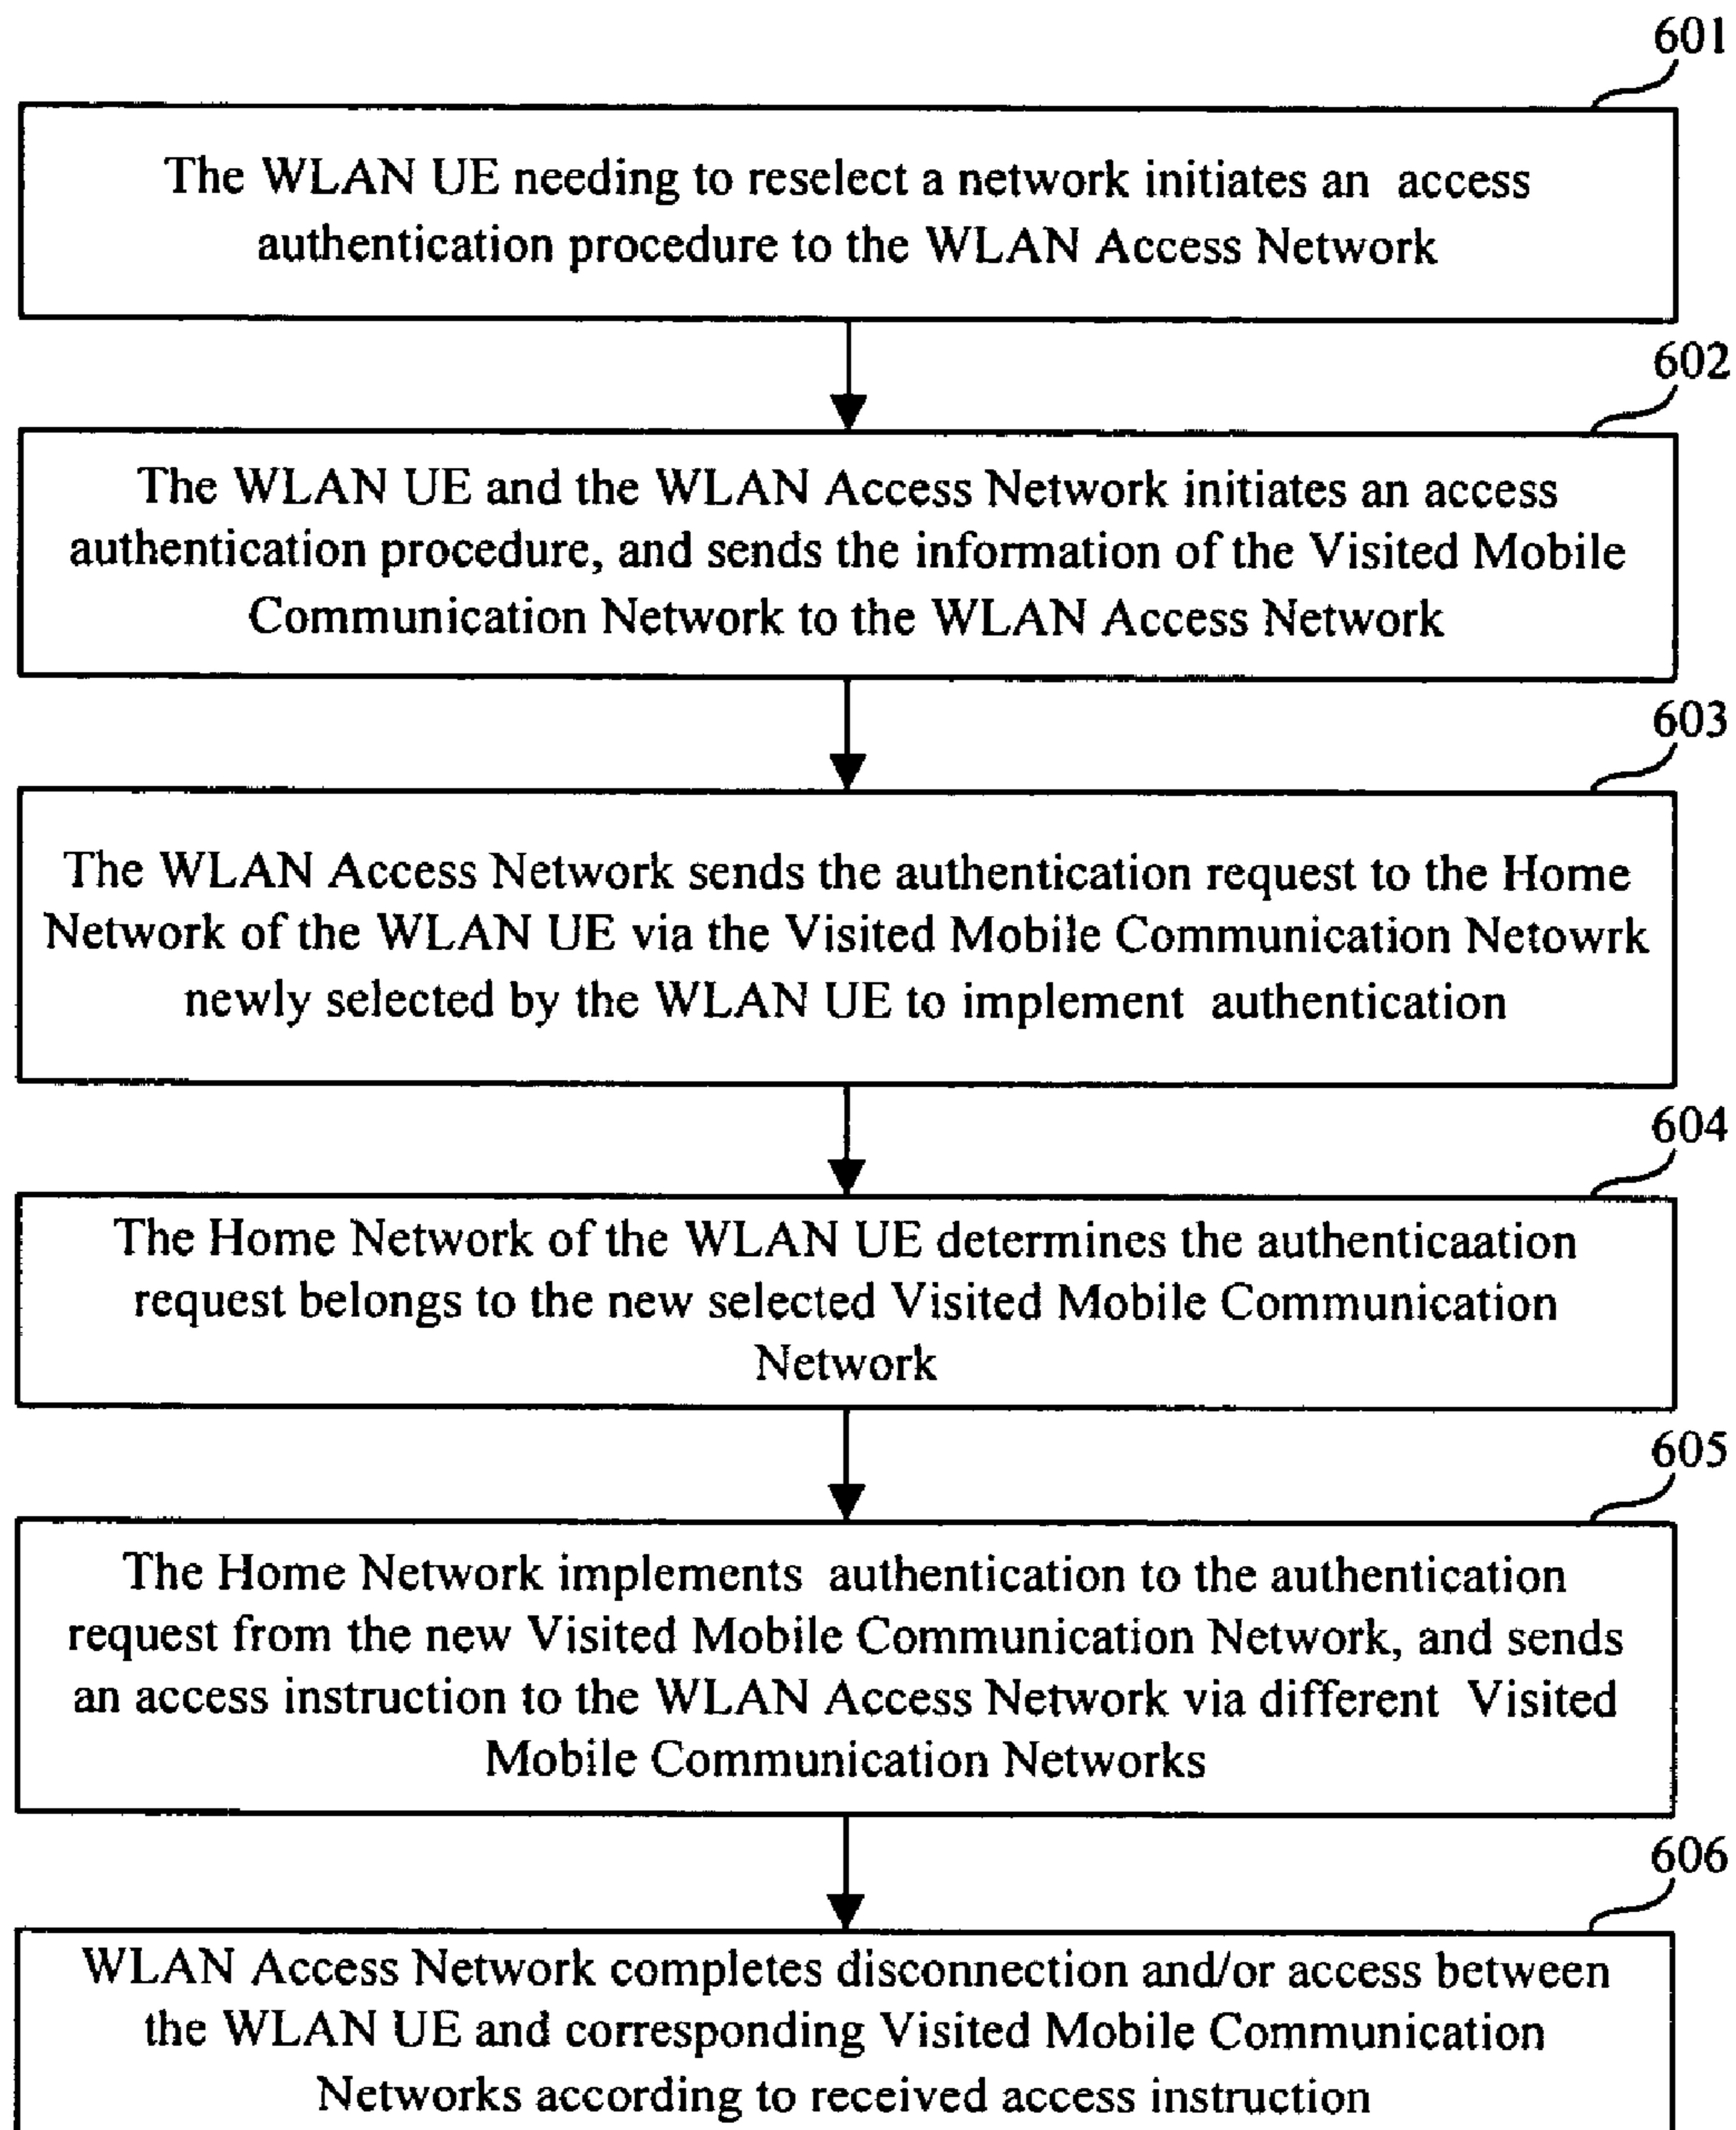 601
The WLAN UE needing to reselect a network initiates an access
authentication procedure to the WLAN Access Network
602
The WLAN UE and the WLAN Access Network initiates an access
authentication procedure, and sends the information of the Visited Mobile
Communication Network to the WLAN Access Network
603
The WLAN Access Network sends the authentication request to the Home
Network of the WLAN UE via the Visited Mobile Communication Netowrk
newly selected by the WLAN UE to implement authentication
604
The Home Network of the WLAN UE determines the authenticaation
request belongs to the new selected Visited Mobile Communication
Network
605
The Home Network implements authentication to the authentication
request from the new Visited Mobile Communication Network, and sends
an access instruction to the WLAN Access Network via different Visited
Mobile Communication Networks
606
WLAN Access Network completes disconnection and/or access between
the WLAN UE and corresponding Visited Mobile Communication
Networks according to received access instruction